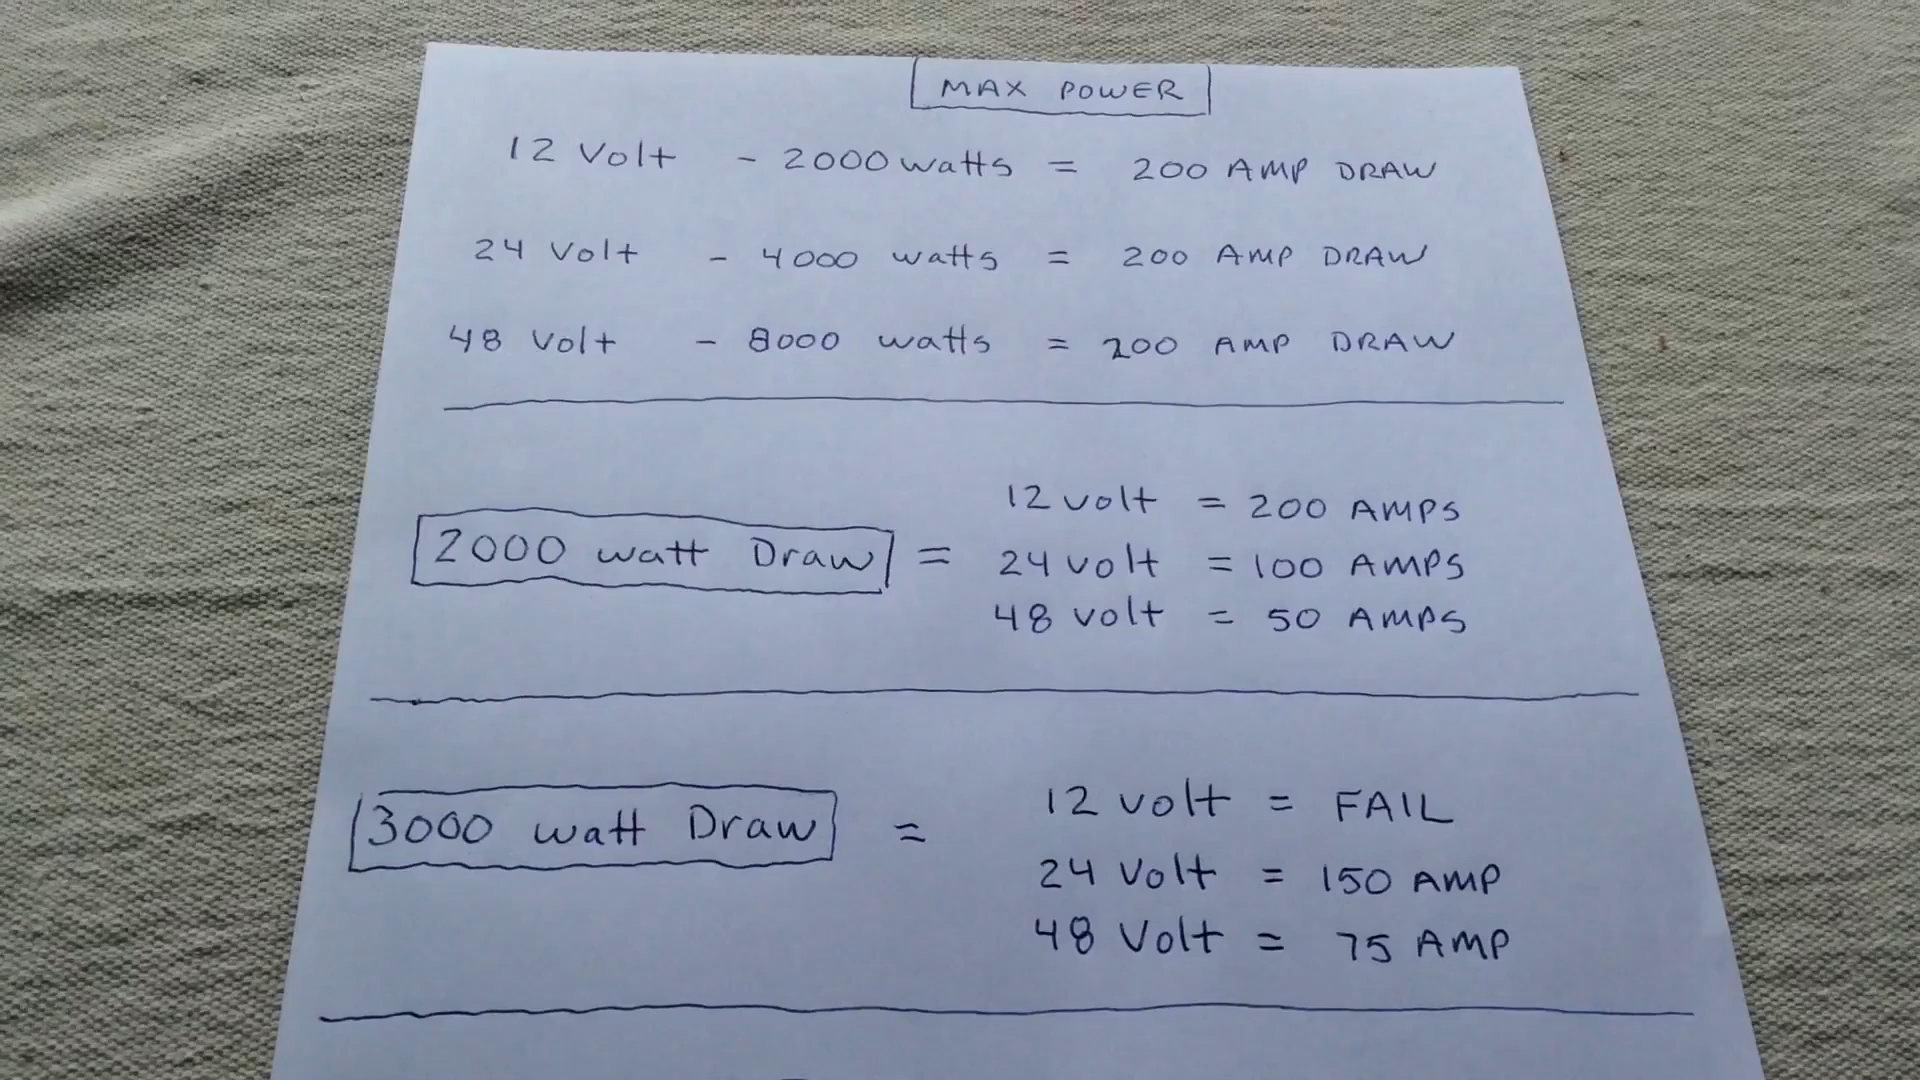 MAX POWER
12 Volt - 2000 watts = 200 AMP DRAW
24 Volt - 4000 watts = 200 AMP DRAW
48 Volt - 8000 watts = 200 AMP DRAW
12 volt = 200 AMPS
2000 watt Draw = 24 volt = 100 AMPS
48 volt = 50 AMPS
12 volt = FAIL
3000 watt Draw = 24 Volt = 150 AMP
48 Volt = 75 AMP